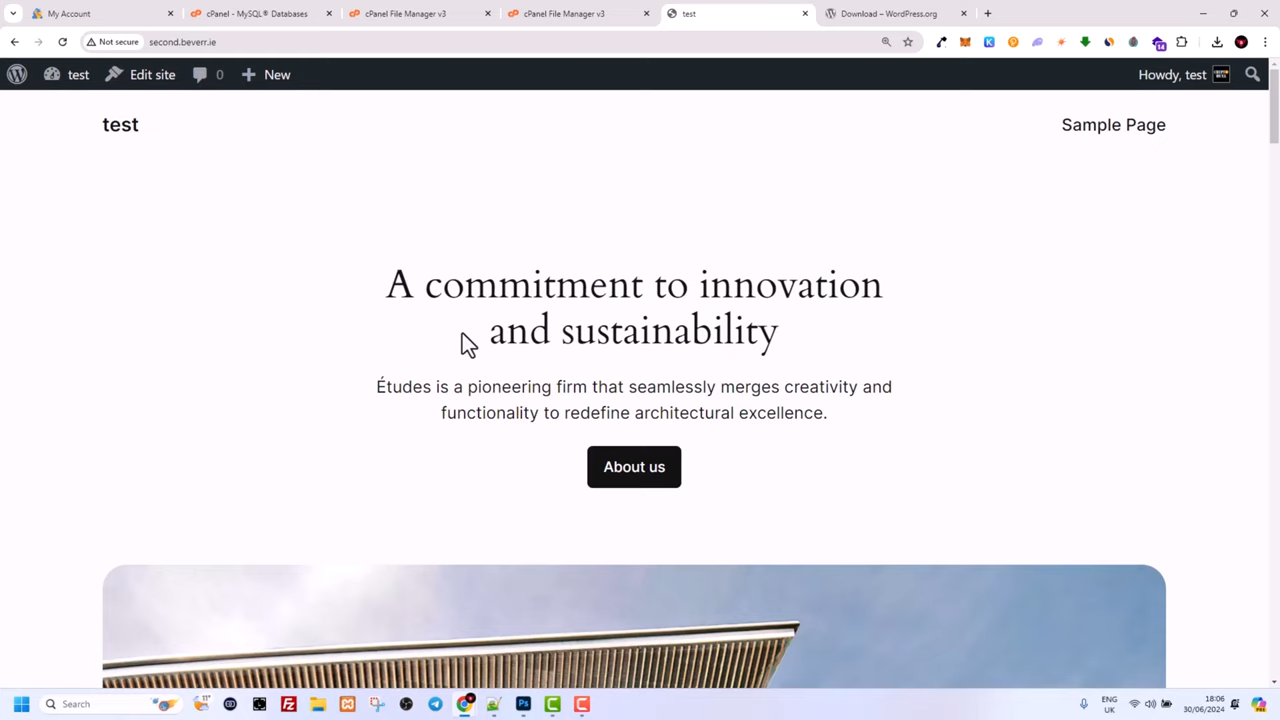 My Account
cPanel - MySQL® Databases
cPanel File Manager v3
cPanel File Manager v3
test
Download – WordPress.org
Not secure
second.beverr.ie
14
test
Edit site
0
New
Howdy, test
test
Sample Page
A commitment to innovation
and sustainability
Études is a pioneering firm that seamlessly merges creativity and
functionality to redefine architectural excellence.
About us
Search
11°
ENG
UK
18:06
30/06/2024